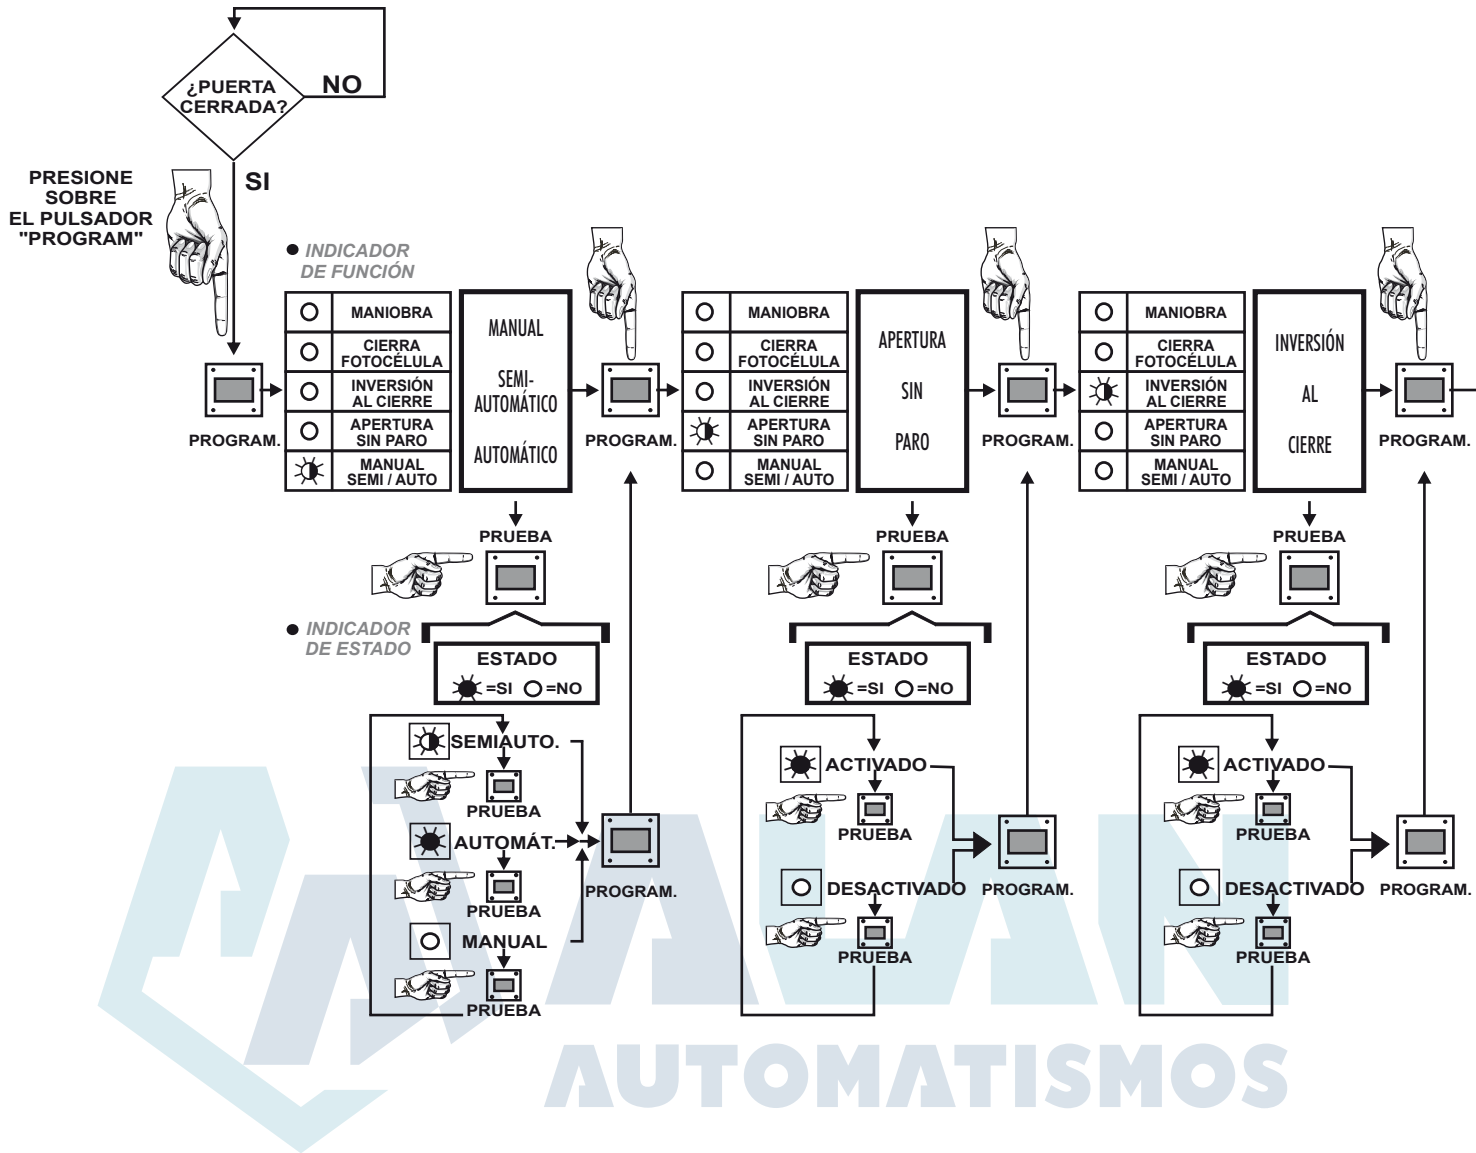 ¿PUERTA
CERRADA?
NO
SI
PRESIONE
SOBRE
EL PULSADOR
"PROGRAM"
● INDICADOR
DE FUNCIÓN
MANIOBRA
CIERRA
FOTOCÉLULA
INVERSIÓN
AL CIERRE
APERTURA
SIN PARO
MANUAL
SEMI / AUTO
MANUAL
SEMI-
AUTOMÁTICO
AUTOMÁTICO
PROGRAM.
PROGRAM.
MANIOBRA
CIERRA
FOTOCÉLULA
INVERSIÓN
AL CIERRE
APERTURA
SIN PARO
MANUAL
SEMI / AUTO
APERTURA
SIN
PARO
PROGRAM.
MANIOBRA
CIERRA
FOTOCÉLULA
INVERSIÓN
AL CIERRE
APERTURA
SIN PARO
MANUAL
SEMI / AUTO
INVERSIÓN
AL
CIERRE
PROGRAM.
PRUEBA
PRUEBA
PRUEBA
● INDICADOR
DE ESTADO
ESTADO
=SI =NO
ESTADO
=SI =NO
ESTADO
=SI =NO
SEMIAUTO.
PRUEBA
AUTOMÁT.
PRUEBA
MANUAL
PRUEBA
PROGRAM.
ACTIVADO
PRUEBA
DESACTIVADO
PRUEBA
PROGRAM.
ACTIVADO
PRUEBA
DESACTIVADO
PRUEBA
PROGRAM.
ALAN
AUTOMATISMOS